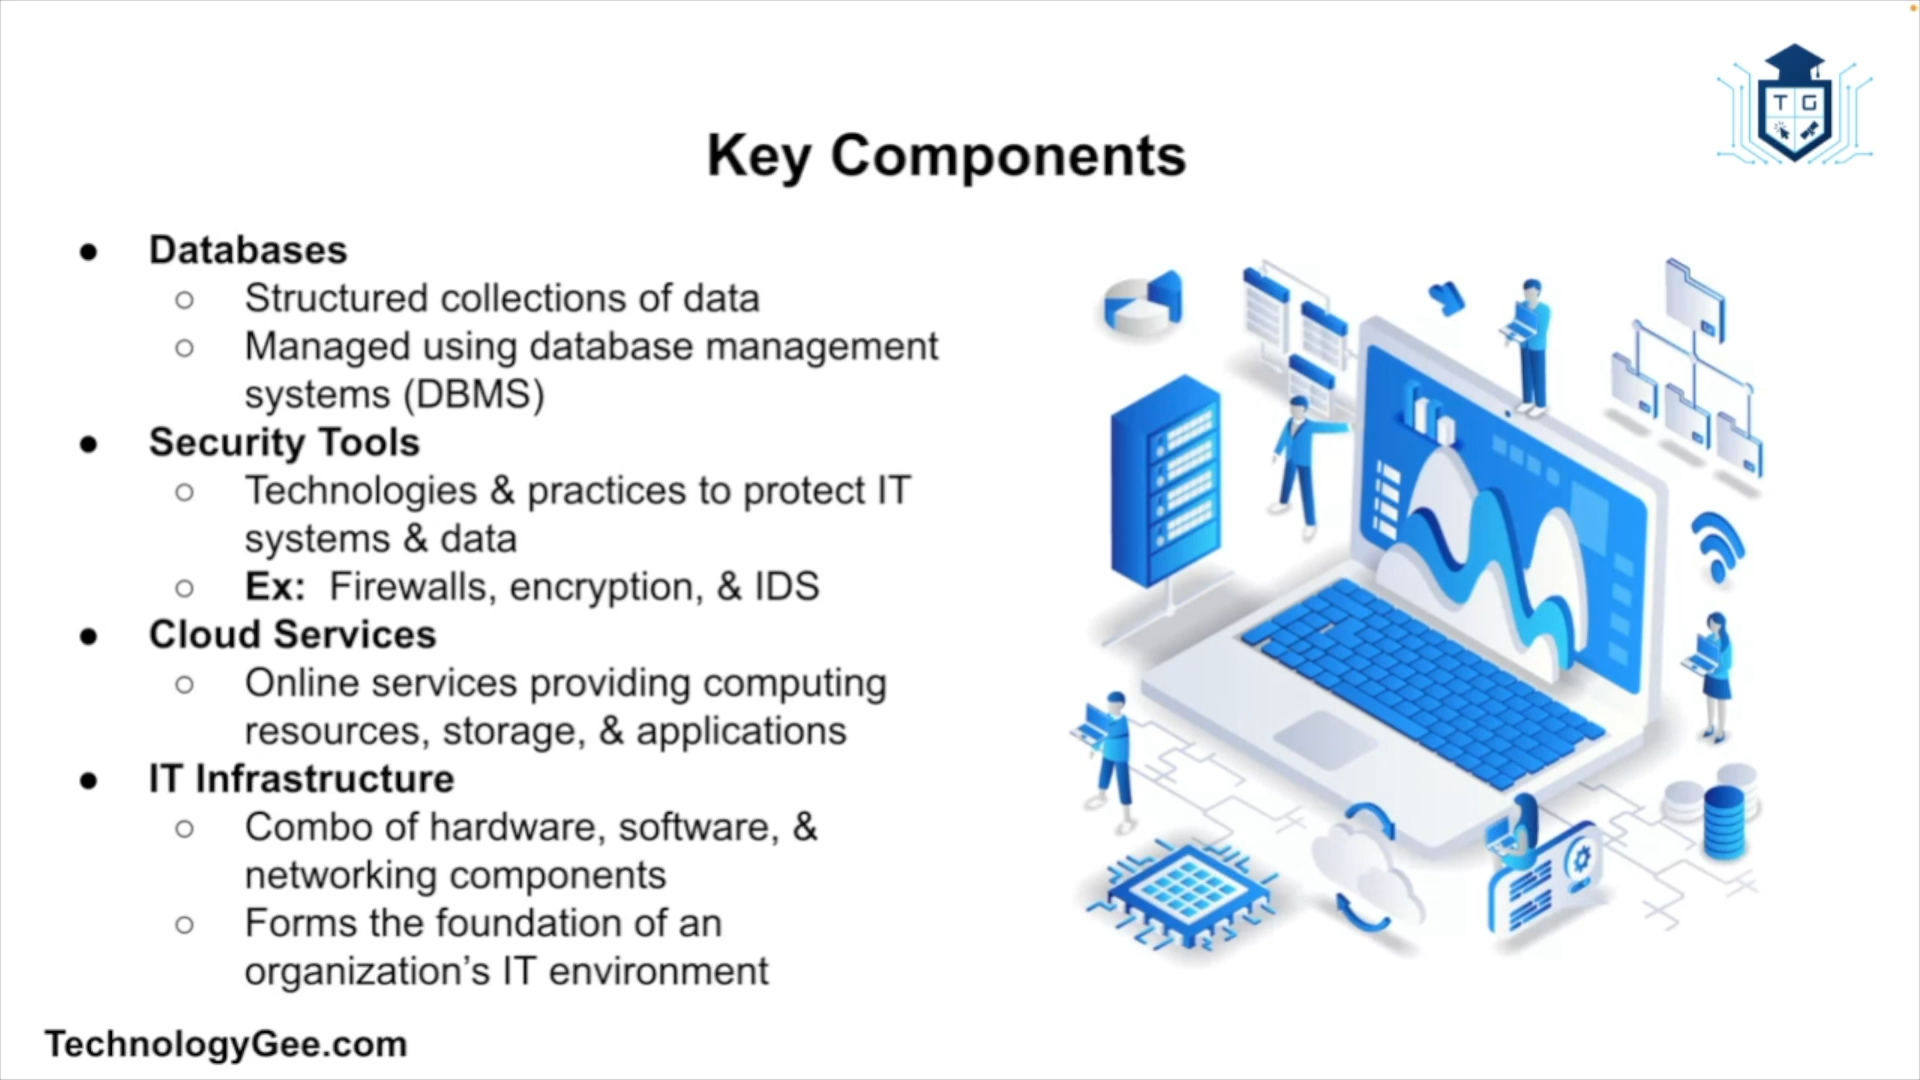 T G
Key Components
● Databases
○ Structured collections of data
○ Managed using database management
systems (DBMS)
● Security Tools
○ Technologies & practices to protect IT
systems & data
○ Ex: Firewalls, encryption, & IDS
● Cloud Services
○ Online services providing computing
resources, storage, & applications
● IT Infrastructure
○ Combo of hardware, software, &
networking components
○ Forms the foundation of an
organization’s IT environment
TechnologyGee.com